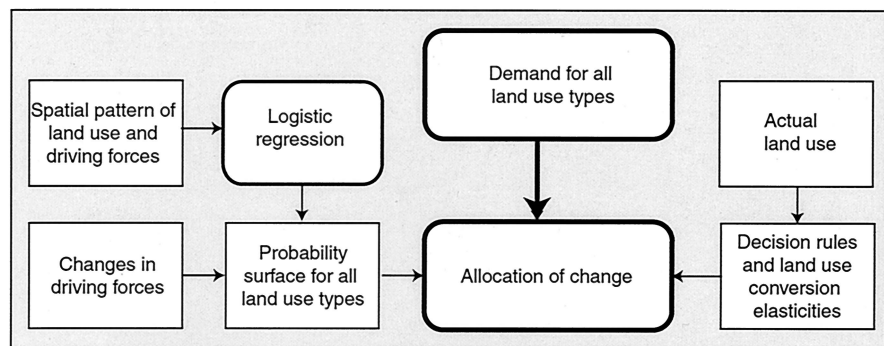 Spatial pattern of
land use and
driving forces
Logistic
regression
Demand for all
land use types
Actual
land use
Changes in
driving forces
Probability
surface for all
land use types
Allocation of change
Decision rules
and land use
conversion
elasticities